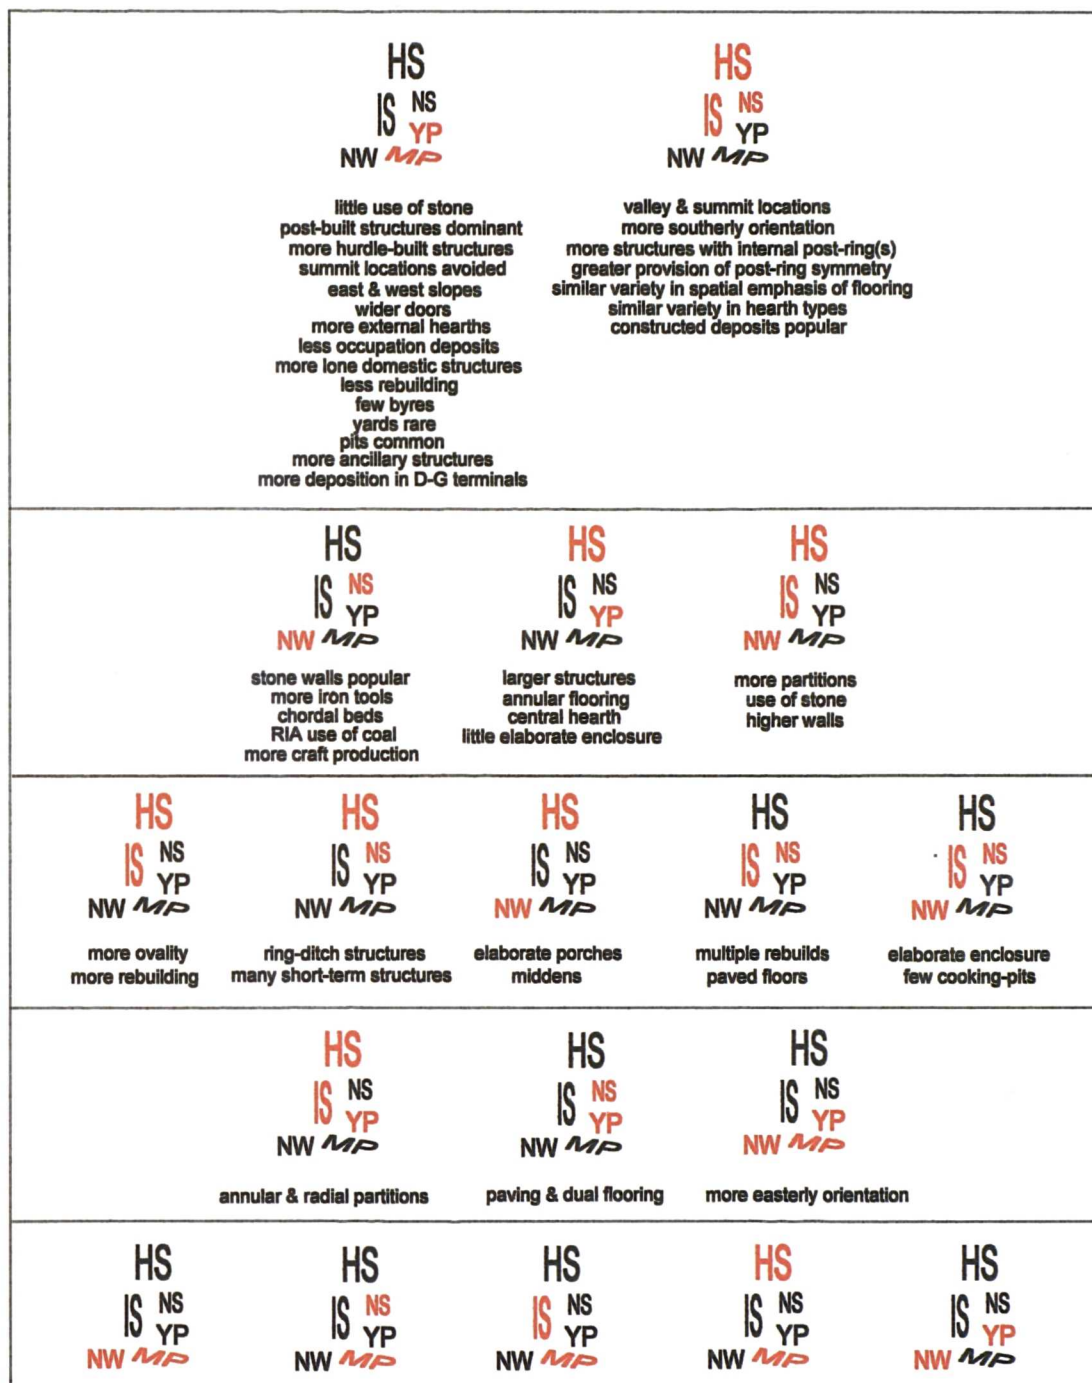 HS
IS NS
YP
NW MP
little use of stone
post-built structures dominant
more hurdle-built structures
summit locations avoided
east & west slopes
wider doors
more external hearths
less occupation deposits
more lone domestic structures
less rebuilding
few byres
yards rare
pits common
more ancillary structures
more deposition in D-G terminals
HS
IS NS
YP
NW MP
valley & summit locations
more southerly orientation
more structures with internal post-ring(s)
greater provision of post-ring symmetry
similar variety in spatial emphasis of flooring
similar variety in hearth types
constructed deposits popular
HS
IS NS
YP
NW MP
stone walls popular
more iron tools
chordal beds
RIA use of coal
more craft production
HS
IS NS
YP
NW MP
larger structures
annular flooring
central hearth
little elaborate enclosure
HS
IS NS
YP
NW MP
more partitions
use of stone
higher walls
HS
IS NS
YP
NW MP
more ovality
more rebuilding
HS
IS NS
YP
NW MP
ring-ditch structures
many short-term structures
HS
IS NS
YP
NW MP
elaborate porches
middens
HS
IS NS
YP
NW MP
multiple rebuilds
paved floors
HS
IS NS
YP
NW MP
elaborate enclosure
few cooking-pits
HS
IS NS
YP
NW MP
annular & radial partitions
HS
IS NS
YP
NW MP
paving & dual flooring
HS
IS NS
YP
NW MP
more easterly orientation
HS
IS NS
YP
NW MP
HS
IS NS
YP
NW MP
HS
IS NS
YP
NW MP
HS
IS NS
YP
NW MP
HS
IS NS
YP
NW MP